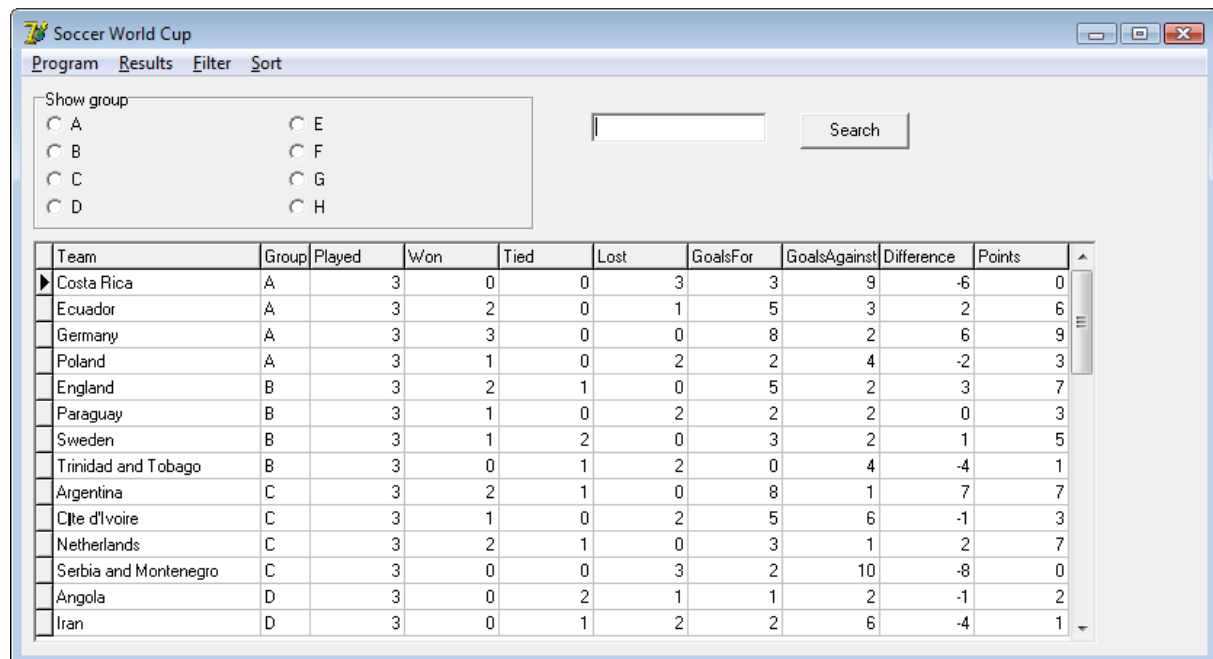 Soccer World Cup
Program Results Filter Sort
Show group
A E
B F
C G
D H
Search
Team Group Played Won Tied Lost GoalsFor GoalsAgainst Difference Points
Costa Rica A 3 0 0 3 3 9 -6 0
Ecuador A 3 2 0 1 5 3 2 6
Germany A 3 3 0 0 8 2 6 9
Poland A 3 1 0 2 2 4 -2 3
England B 3 2 1 0 5 2 3 7
Paraguay B 3 1 0 2 2 2 0 3
Sweden B 3 1 2 0 3 2 1 5
Trinidad and Tobago B 3 0 1 2 0 4 -4 1
Argentina C 3 2 1 0 8 1 7 7
C‖te d'Ivoire C 3 1 0 2 5 6 -1 3
Netherlands C 3 2 1 0 3 1 2 7
Serbia and Montenegro C 3 0 0 3 2 10 -8 0
Angola D 3 0 2 1 1 2 -1 2
Iran D 3 0 1 2 2 6 -4 1